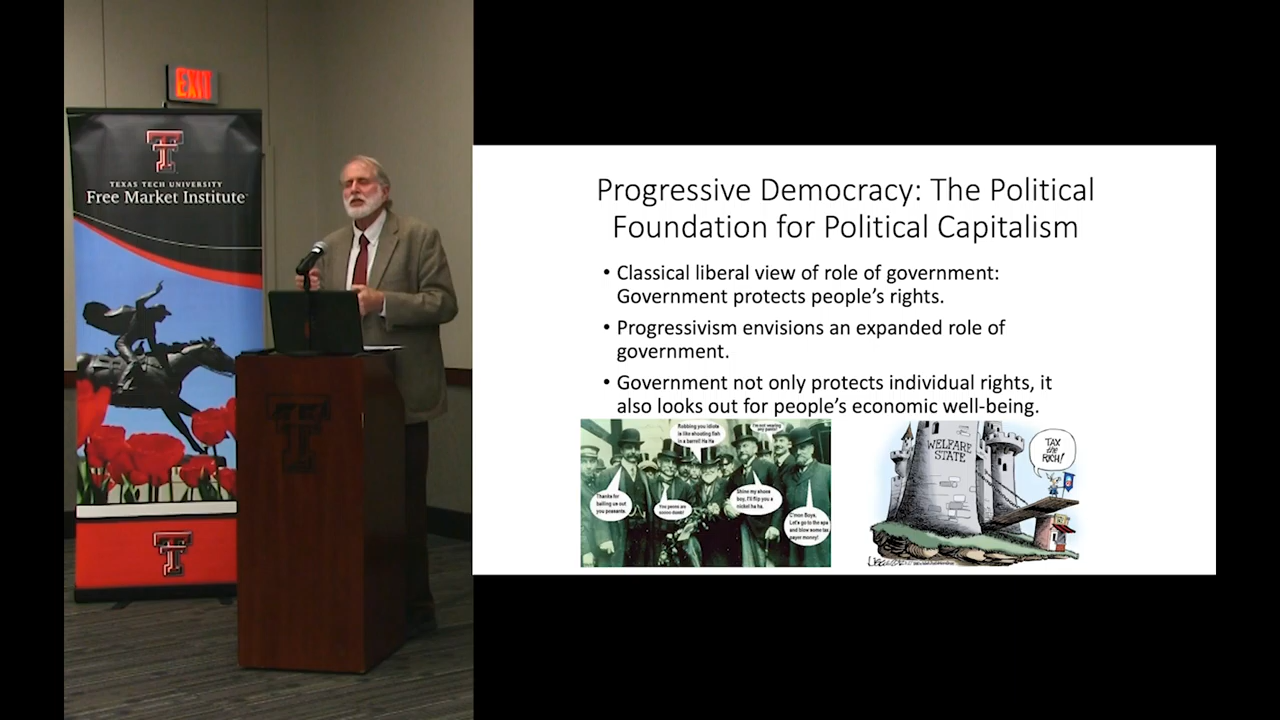 EXIT
TEXAS TECH UNIVERSITY
Free Market Institute
Progressive Democracy: The Political
Foundation for Political Capitalism
• Classical liberal view of role of government:
Government protects people’s rights.
• Progressivism envisions an expanded role of
government.
• Government not only protects individual rights, it
also looks out for people’s economic well-being.
Robbing you idiots
is like shooting fish
in a barrel! Ha Ha
I'm not wearing
any pants!
Thanks for
bailing us out
you peasants.
You peons are
soooo dumb!
Shine my shoes
boy, I'll flip you a
nickel ha ha.
C'mon Boys,
Let's go to the spa
and blow some tax
payer money!
WELFARE
STATE
TAX
the
RICH!